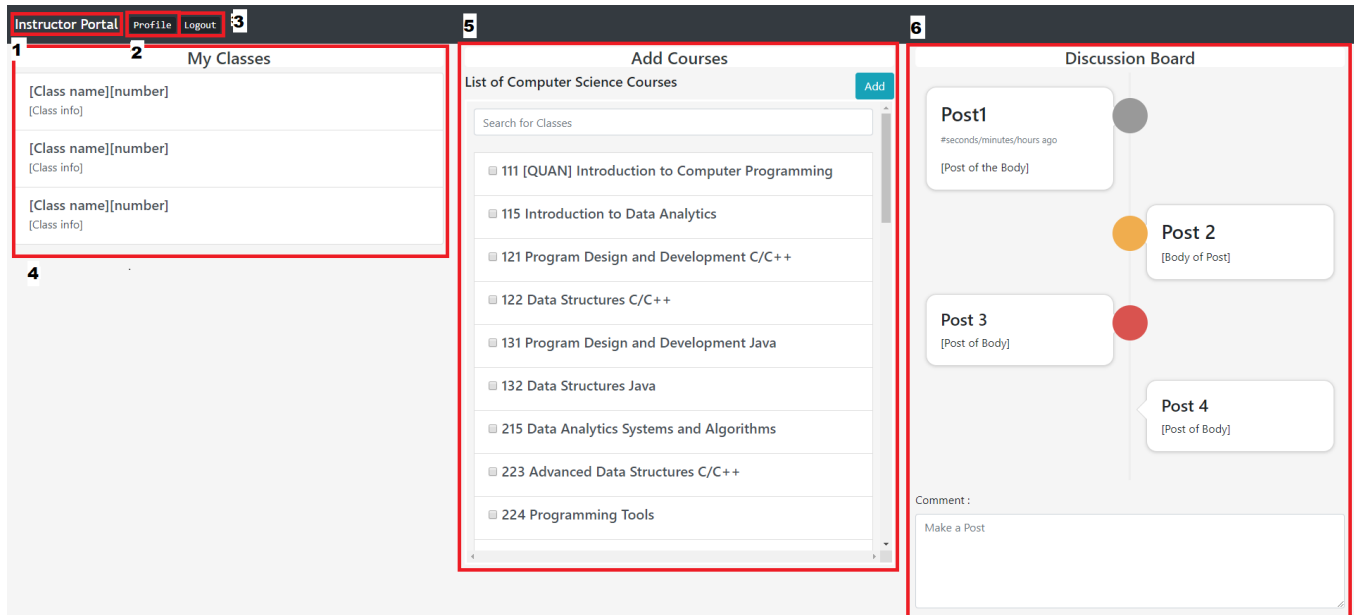 Instructor Portal Profile Logout 3
1
2
5
6
My Classes
[Class name][number]
[Class info]
[Class name][number]
[Class info]
[Class name][number]
[Class info]
4
Add Courses
List of Computer Science Courses
Add
Search for Classes
111 [QUAN] Introduction to Computer Programming
115 Introduction to Data Analytics
121 Program Design and Development C/C++
122 Data Structures C/C++
131 Program Design and Development Java
132 Data Structures Java
215 Data Analytics Systems and Algorithms
223 Advanced Data Structures C/C++
224 Programming Tools
Discussion Board
Post1
#seconds/minutes/hours ago
[Post of the Body]
Post 2
[Body of Post]
Post 3
[Post of Body]
Post 4
[Post of Body]
Comment :
Make a Post